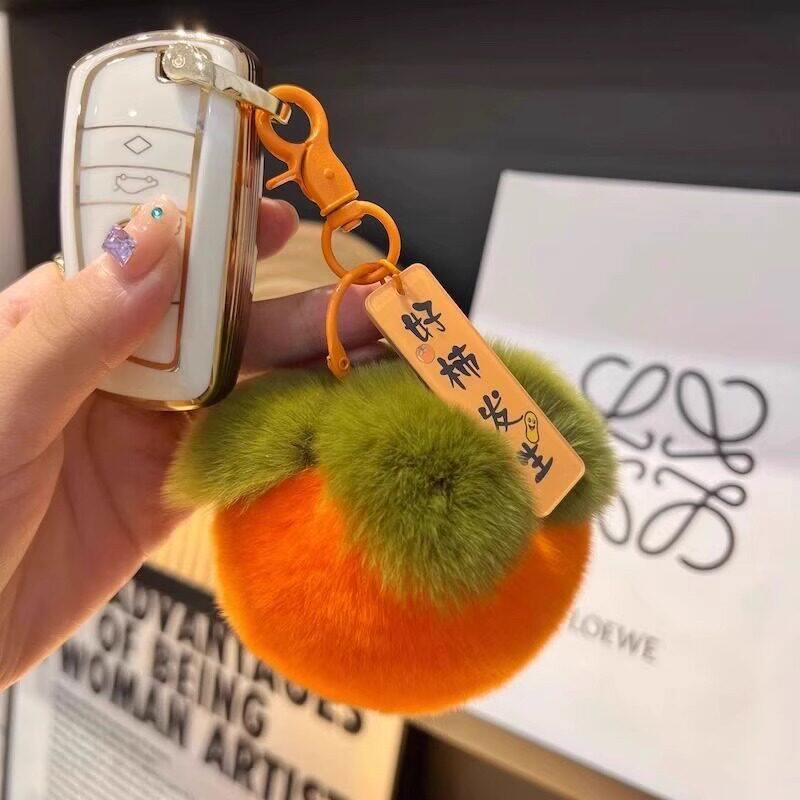 好柿发生
LOEWE
ADVANTAGES
OF BEING
WOMAN ARTIST